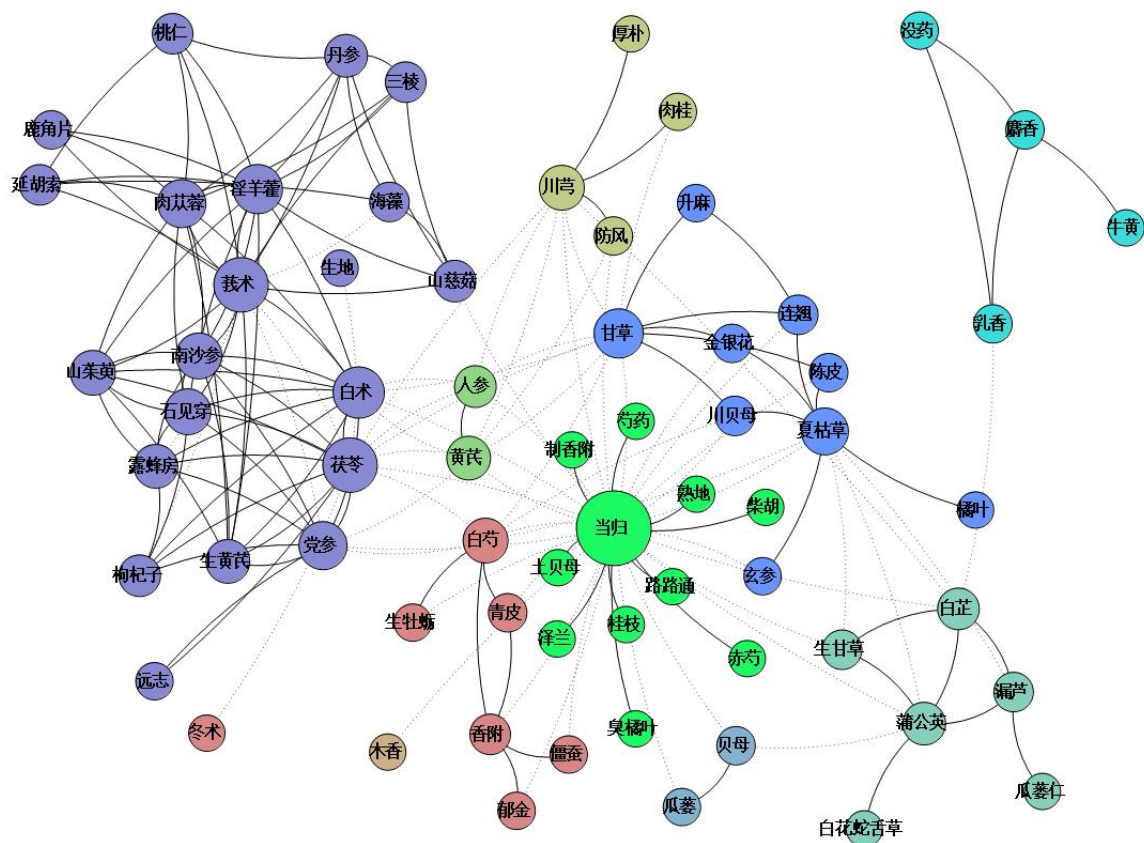 桃仁
丹参
厚朴
没药
三棱
肉桂
鹿角片
麝香
延胡索
肉苁蓉
淫羊藿
海藻
川芎
升麻
牛黄
防风
生地
山慈菇
莪术
连翘
乳香
甘草
金银花
南沙参
山茱萸
陈皮
白术
人参
石见穿
川贝母
夏枯草
芍药
制香附
黄芪
露蜂房
茯苓
熟地
柴胡
橘叶
当归
白芍
党参
生黄芪
枸杞子
土贝母
路路通
玄参
白芷
生牡蛎
青皮
桂枝
泽兰
生甘草
赤芍
远志
漏芦
蒲公英
冬术
香附
臭橘叶
贝母
木香
僵蚕
瓜蒌仁
郁金
瓜蒌
白花蛇舌草